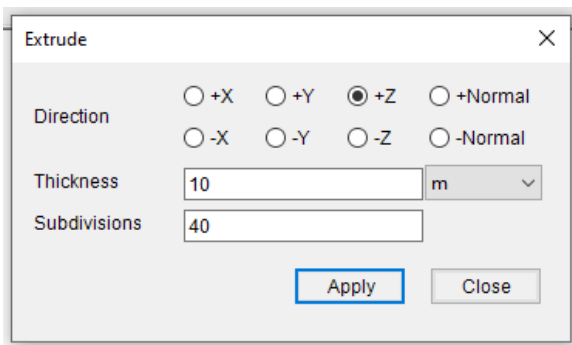 Extrude
Direction
+X +Y +Z +Normal
-X -Y -Z -Normal
Thickness 10 m
Subdivisions 40
Apply Close